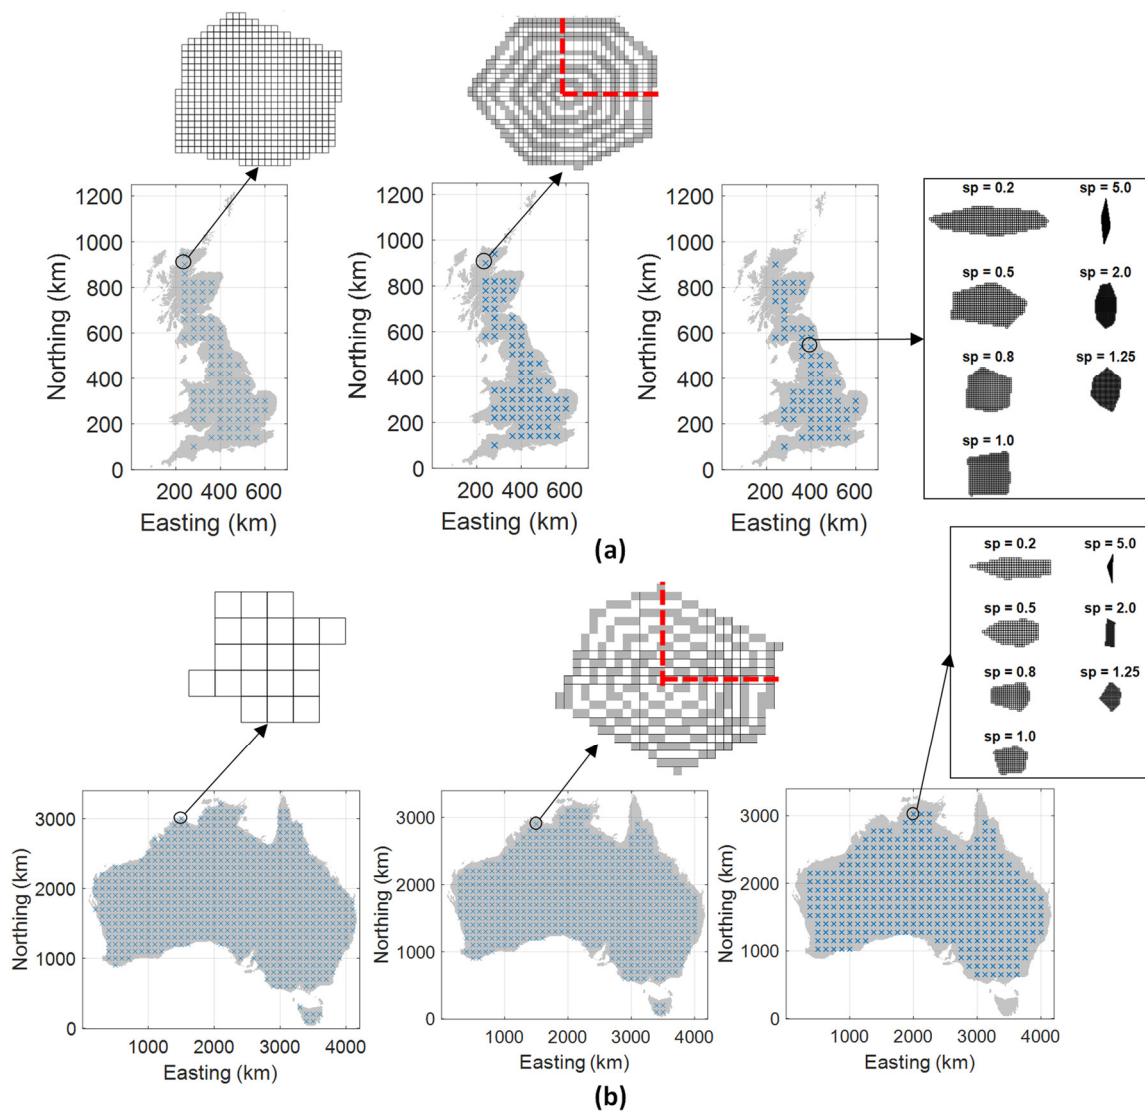 1200
1000
800
600
400
200
0
Northing (km)
200 400 600
Easting (km)
1200
1000
800
600
400
200
0
Northing (km)
200 400 600
Easting (km)
1200
1000
800
600
400
200
0
Northing (km)
200 400 600
Easting (km)
sp = 0.2 sp = 5.0
sp = 0.5 sp = 2.0
sp = 0.8 sp = 1.25
sp = 1.0
(a)
sp = 0.2 sp = 5.0
sp = 0.5 sp = 2.0
sp = 0.8 sp = 1.25
sp = 1.0
3000
2000
1000
0
Northing (km)
1000 2000 3000 4000
Easting (km)
3000
2000
1000
0
Northing (km)
1000 2000 3000 4000
Easting (km)
3000
2000
1000
0
Northing (km)
1000 2000 3000 4000
Easting (km)
(b)